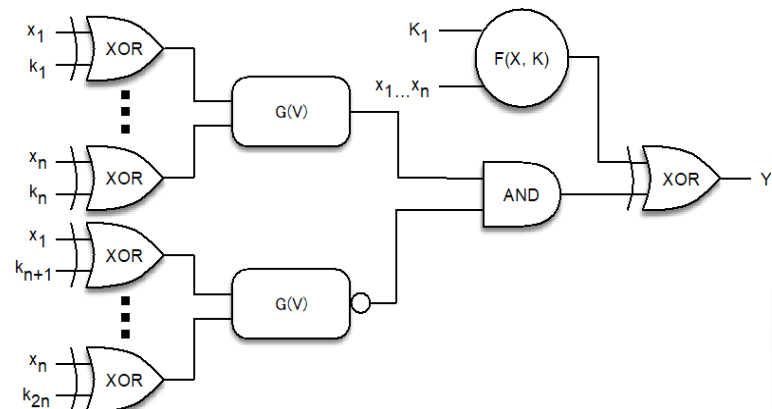 x1
k1
XOR
xn
kn
XOR
G(V)
x1
kn+1
XOR
xn
k2n
XOR
G(V)
K1
x1...xn
F(X, K)
AND
XOR
Y